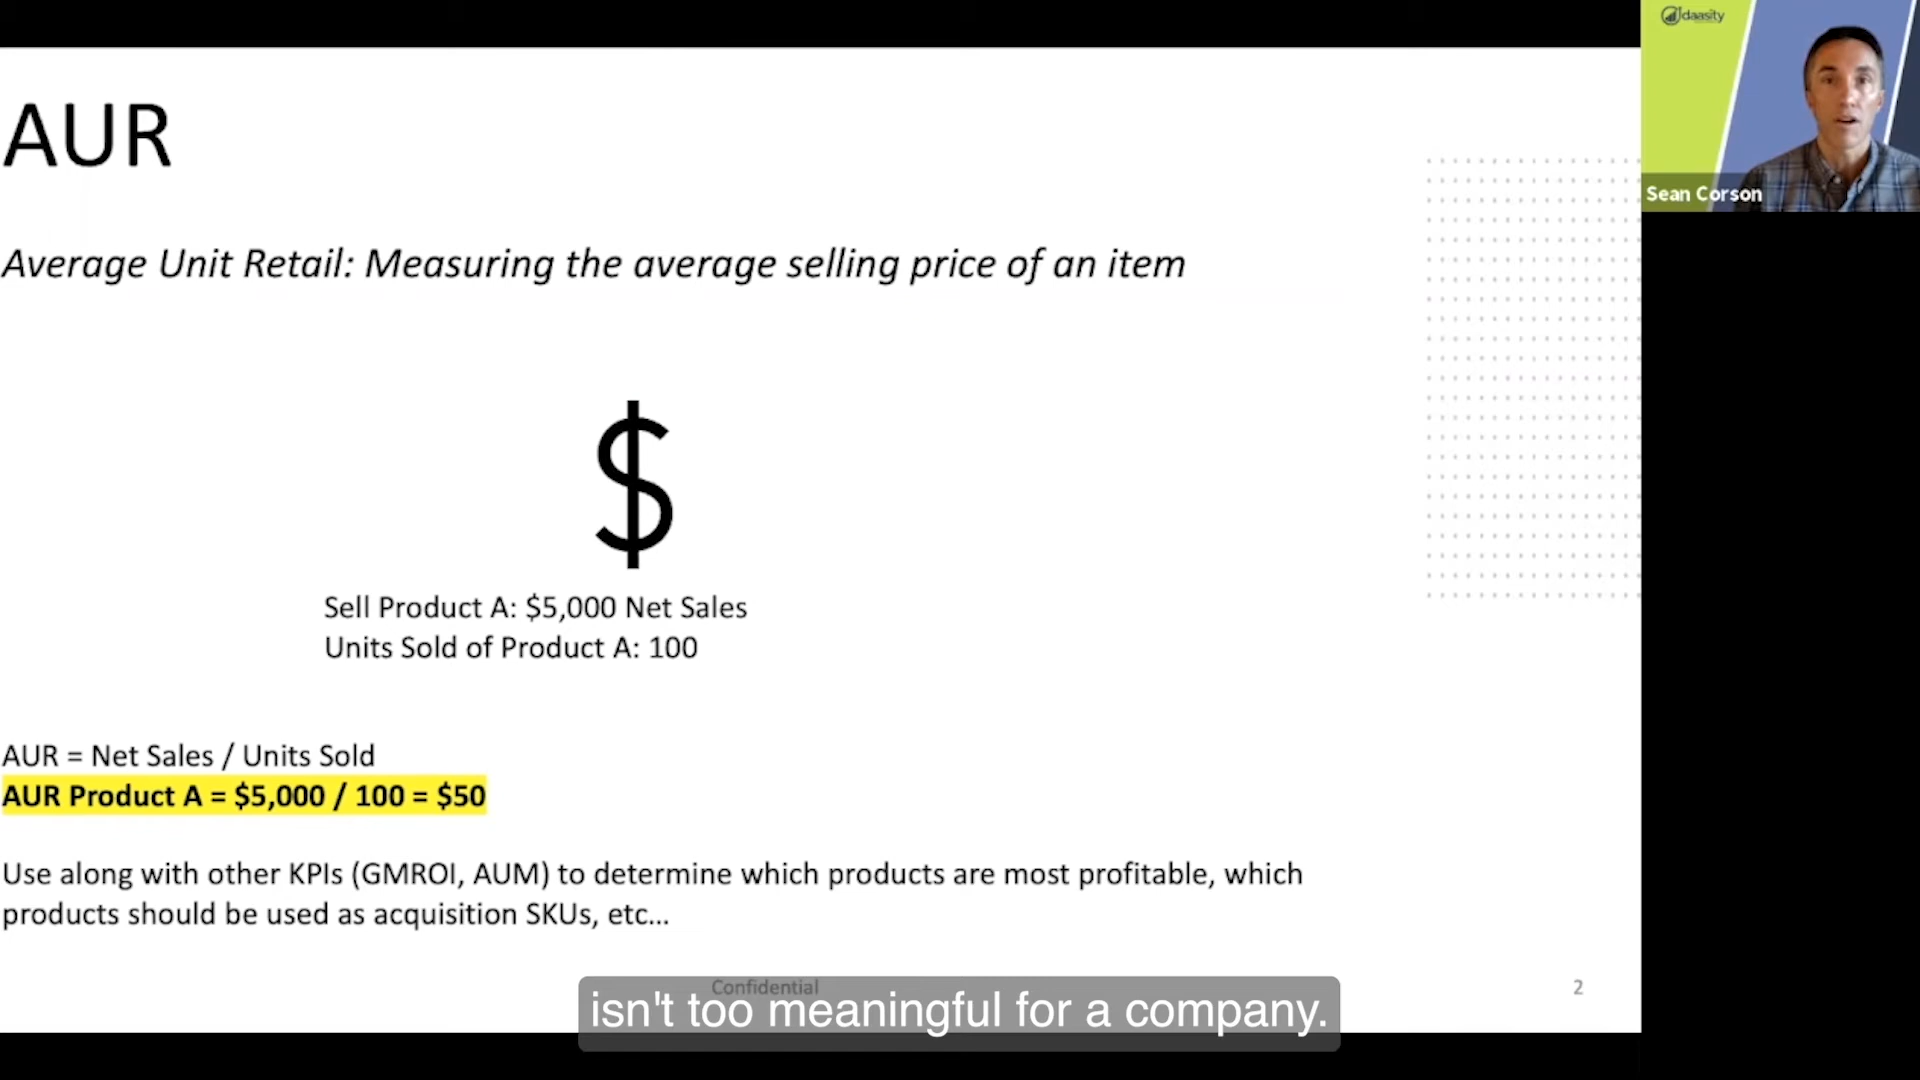 AUR
Average Unit Retail: Measuring the average selling price of an item
$
Sell Product A: $5,000 Net Sales
Units Sold of Product A: 100
AUR = Net Sales / Units Sold
AUR Product A = $5,000 / 100 = $50
Use along with other KPIs (GMROI, AUM) to determine which products are most profitable, which
products should be used as acquisition SKUs, etc...
Confidential
2
isn't too meaningful for a company.
daasity
Sean Corson